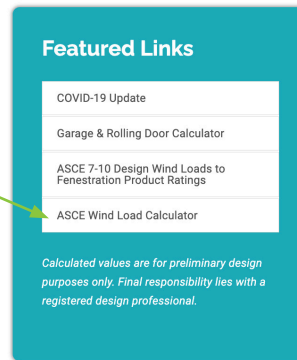 Featured Links
COVID-19 Update
Garage & Rolling Door Calculator
ASCE 7-10 Design Wind Loads to
Fenestration Product Ratings
ASCE Wind Load Calculator
Calculated values are for preliminary design
purposes only. Final responsibility lies with a
registered design professional.